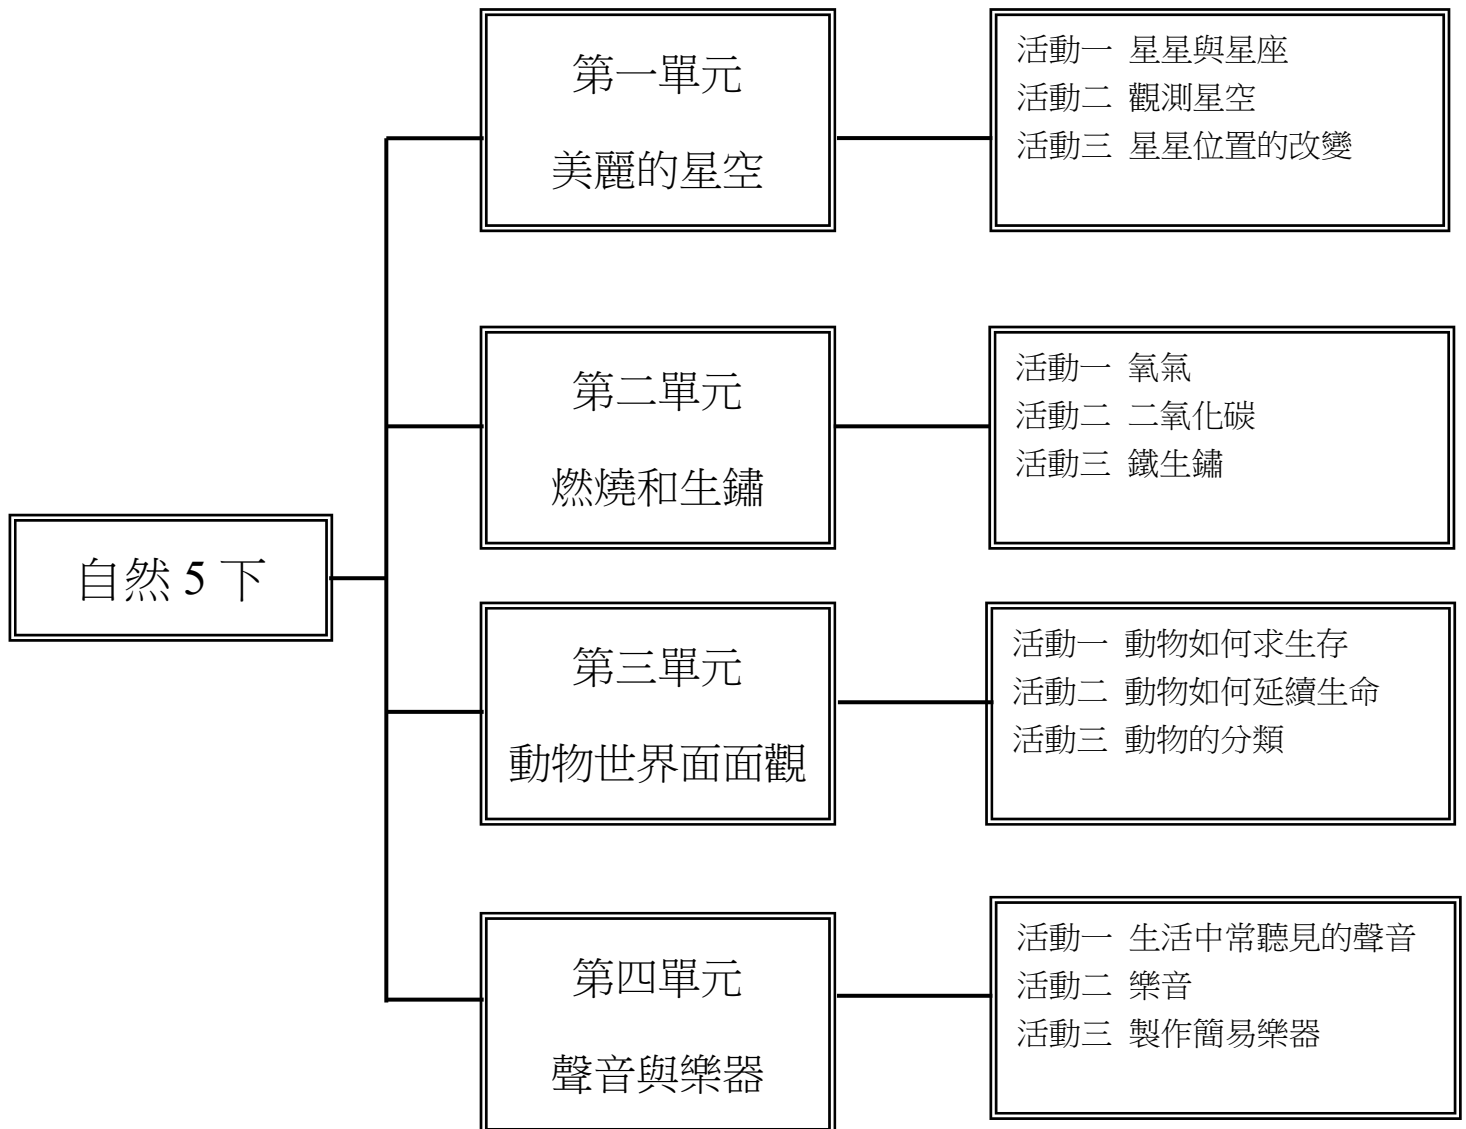 自然 5 下
第一單元
美麗的星空
活動一 星星與星座
活動二 觀測星空
活動三 星星位置的改變
第二單元
燃燒和生鏽
活動一 氧氣
活動二 二氧化碳
活動三 鐵生鏽
第三單元
動物世界面面觀
活動一 動物如何求生存
活動二 動物如何延續生命
活動三 動物的分類
第四單元
聲音與樂器
活動一 生活中常聽見的聲音
活動二 樂音
活動三 製作簡易樂器